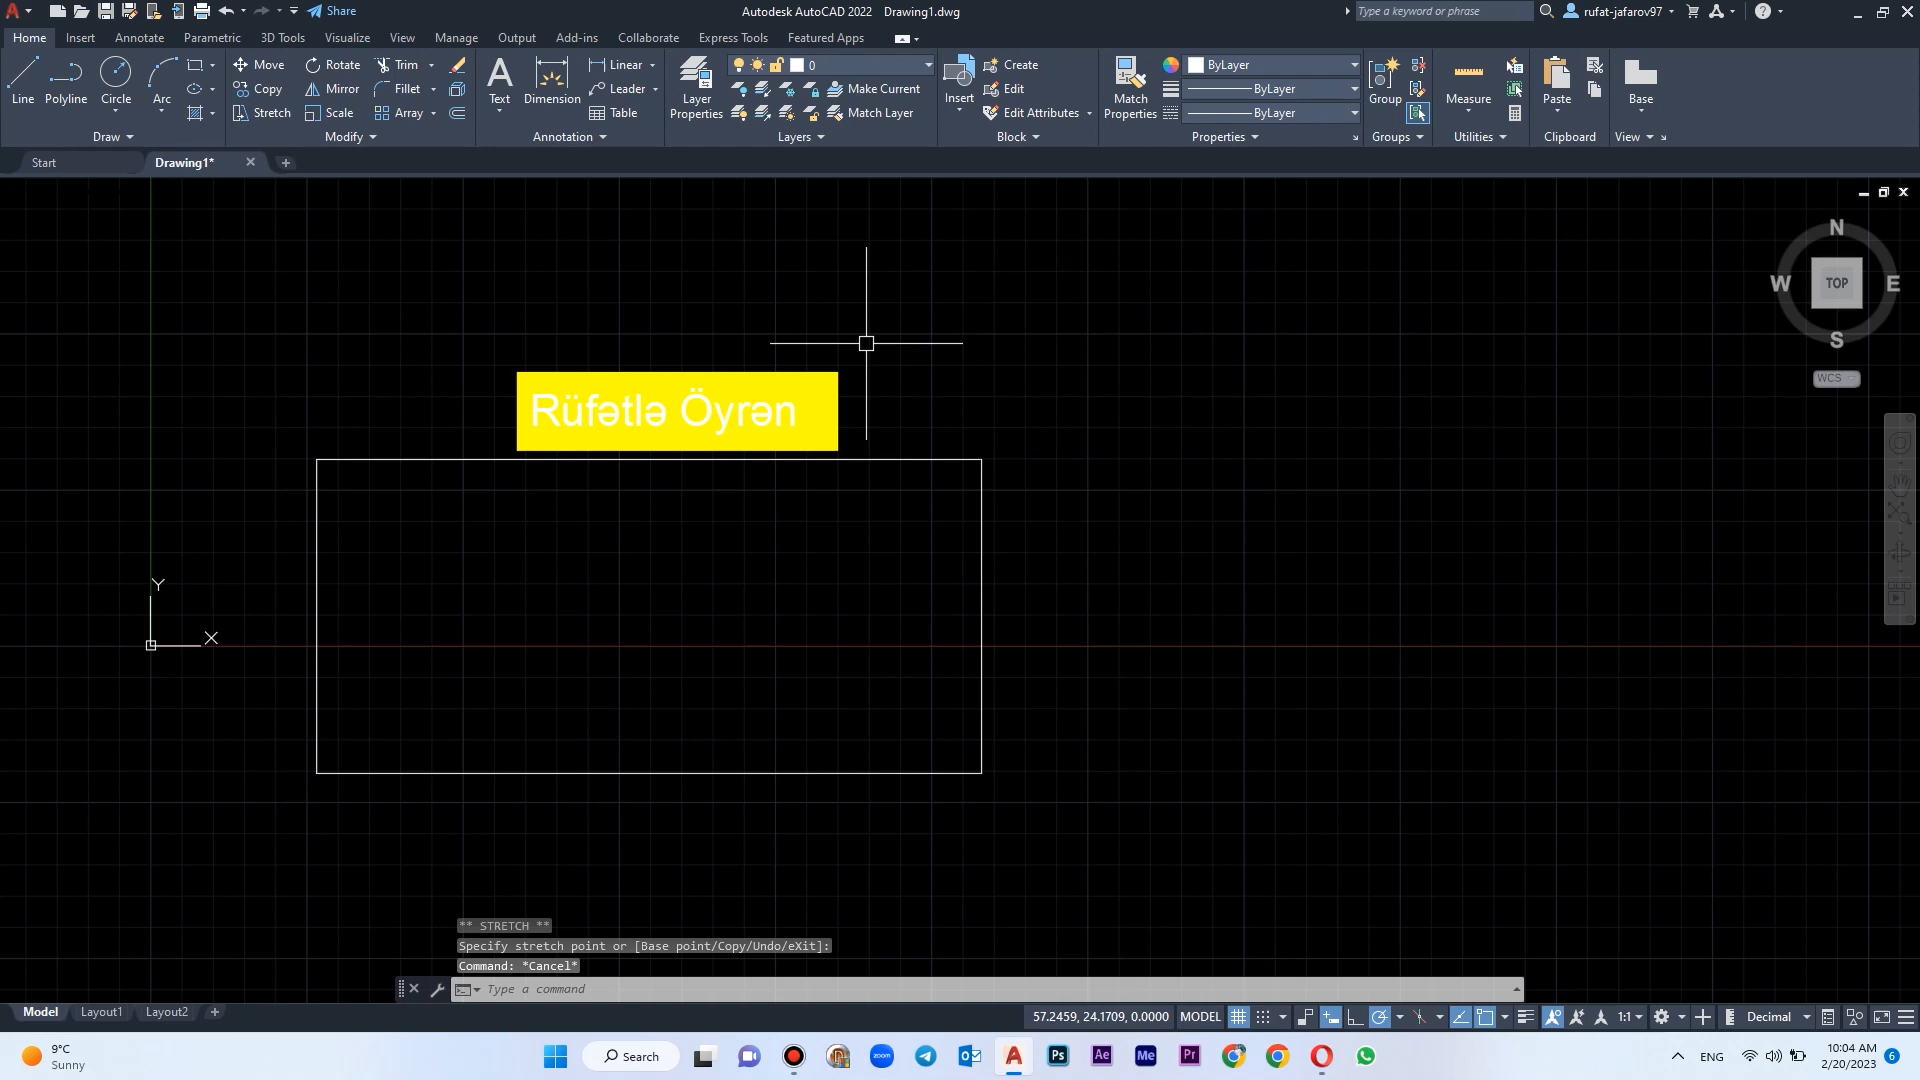 Share
Autodesk AutoCAD 2022 Drawing1.dwg
Type a keyword or phrase
rufat-jafarov97
Home Insert Annotate Parametric 3D Tools Visualize View Manage Output Add-ins Collaborate Express Tools Featured Apps
Line Polyline Circle Arc
Move Rotate Trim
Copy Mirror Fillet
Stretch Scale Array
Text Dimension
Linear
Leader
Table
Layer Properties
0
Make Current
Match Layer
Insert
Create
Edit
Edit Attributes
Match Properties
ByLayer
ByLayer
ByLayer
Group
Measure
Paste
Base
Draw Modify Annotation Layers Block Properties Groups Utilities Clipboard View
Start Drawing1*
N
W TOP E
S
WCS
Rüfətlə Öyrən
Y
X
** STRETCH **
Specify stretch point or [Base point/Copy/Undo/eXit]:
Command: *Cancel*
Type a command
Model Layout1 Layout2
57.2459, 24.1709, 0.0000 MODEL 1:1 Decimal
9°C
Sunny
Search
zoom
Ps Ae Me Pr
ENG
10:04 AM
2/20/2023
6